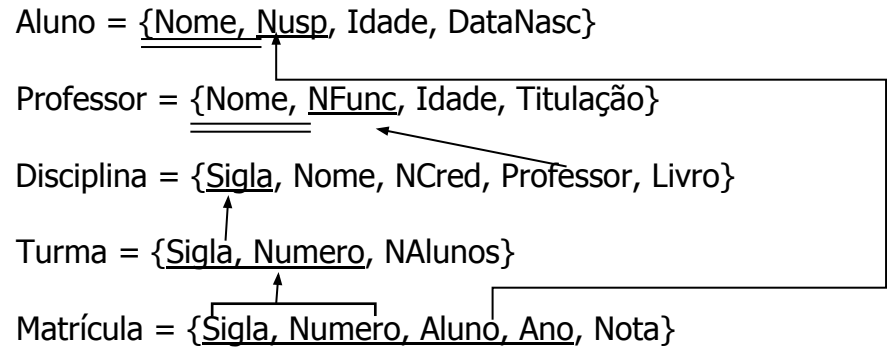 Aluno = {Nome, Nusp, Idade, DataNasc}
Professor = {Nome, NFunc, Idade, Titulação}
Disciplina = {Sigla, Nome, NCred, Professor, Livro}
Turma = {Sigla, Numero, NAlunos}
Matrícula = {Sigla, Numero, Aluno, Ano, Nota}